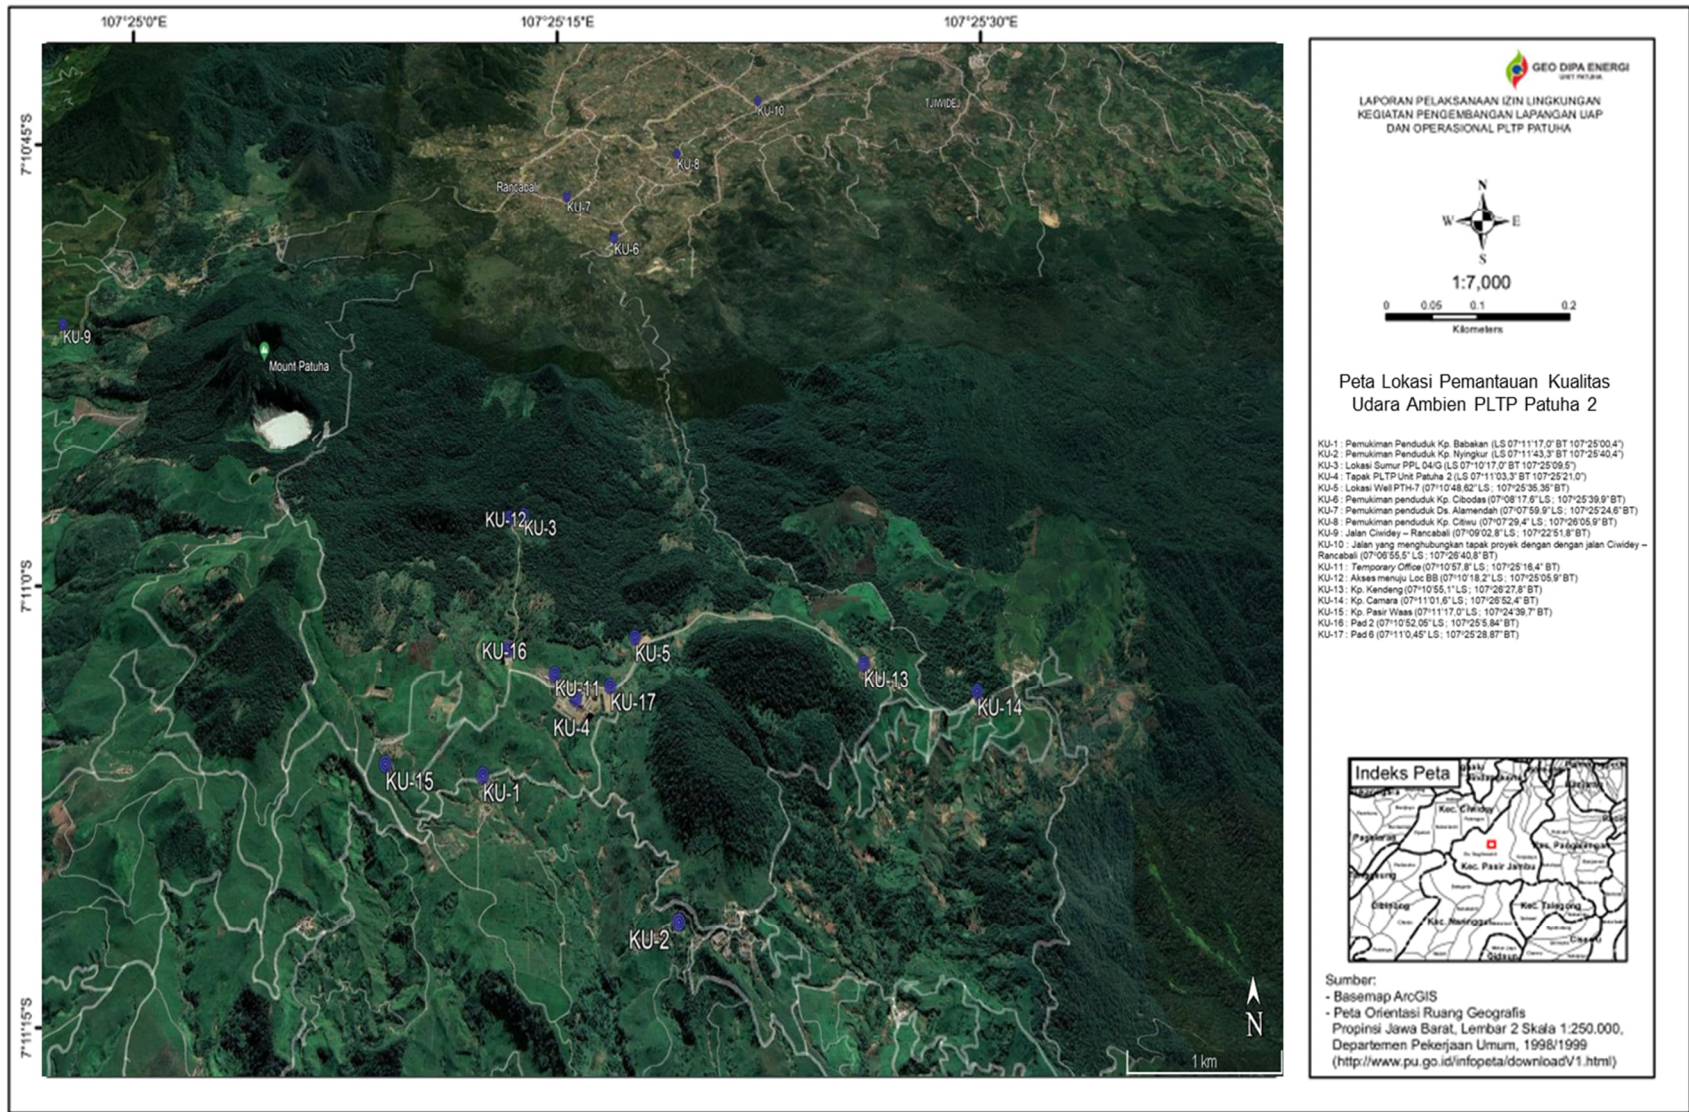 107°25'0"E 107°25'15"E 107°25'30"E
7°10'45"S
7°11'0"S
7°11'15"S
KU-10
TJIWIDEJ
KU-8
Rancabali
KU-7
KU-6
KU-9
Mount Patuha
KU-12
KU-3
KU-16
KU-5
KU-11
KU-17
KU-13
KU-4
KU-14
KU-15
KU-1
KU-2
N
1 km
GEO DIPA ENERGI
UNIT PATUHA
LAPORAN PELAKSANAAN IZIN LINGKUNGAN
KEGIATAN PENGEMBANGAN LAPANGAN UAP
DAN OPERASIONAL PLTP PATUHA
N
W E
S
1:7,000
0 0.05 0.1 0.2
Kilometers
Peta Lokasi Pemantauan Kualitas
Udara Ambien PLTP Patuha 2
KU-1 : Pemukiman Penduduk Kp. Babakan (LS 07°11'17,0" BT 107°25'00,4")
KU-2 : Pemukiman Penduduk Kp. Nyingkur (LS 07°11'43,3" BT 107°25'40,4")
KU-3 : Lokasi Sumur PPL 04/G (LS 07°10'17,0" BT 107°25'09,5")
KU-4 : Tapak PLTP Unit Patuha 2 (LS 07°11'03,3" BT 107°25'21,0")
KU-5 : Lokasi Well PTH-7 (07°10'48,62" LS ; 107°25'35,35" BT)
KU-6 : Pemukiman penduduk Kp. Cibodas (07°08'17,6" LS ; 107°25'39,9" BT)
KU-7 : Pemukiman penduduk Ds. Alamendah (07°07'59,9" LS ; 107°25'24,6" BT)
KU-8 : Pemukiman penduduk Kp. Citiwu (07°07'29,4" LS ; 107°26'05,9" BT)
KU-9 : Jalan Ciwidey – Rancabali (07°09'02,8" LS ; 107°22'51,8" BT)
KU-10 : Jalan yang menghubungkan tapak proyek dengan dengan jalan Ciwidey –
Rancabali (07°06'55,5" LS ; 107°26'40,8" BT)
KU-11 : Temporary Office (07°10'57,8" LS ; 107°25'16,4" BT)
KU-12 : Akses menuju Loc BB (07°10'18,2" LS ; 107°25'05,9" BT)
KU-13 : Kp. Kendeng (07°10'55,1" LS ; 107°26'27,8" BT)
KU-14 : Kp. Camara (07°11'01,6" LS ; 107°26'52,4" BT)
KU-15 : Kp. Pasir Waas (07°11'17,0" LS ; 107°24'39,7" BT)
KU-16 : Pad 2 (07°10'52,05" LS ; 107°25'5,84" BT)
KU-17 : Pad 6 (07°11'0,45" LS ; 107°25'28,87" BT)
Indeks Peta
Kec. Ciwidey
Kec. Pangalengan
Kec. Pasir Jambu
Cibinong
Kec. Talegong
Kec. Naringgul
Cisewu
Cidaun
Sumber:
- Basemap ArcGIS
- Peta Orientasi Ruang Geografis
Propinsi Jawa Barat, Lembar 2 Skala 1:250.000,
Departemen Pekerjaan Umum, 1998/1999
(http://www.pu.go.id/infopeta/downloadV1.html)